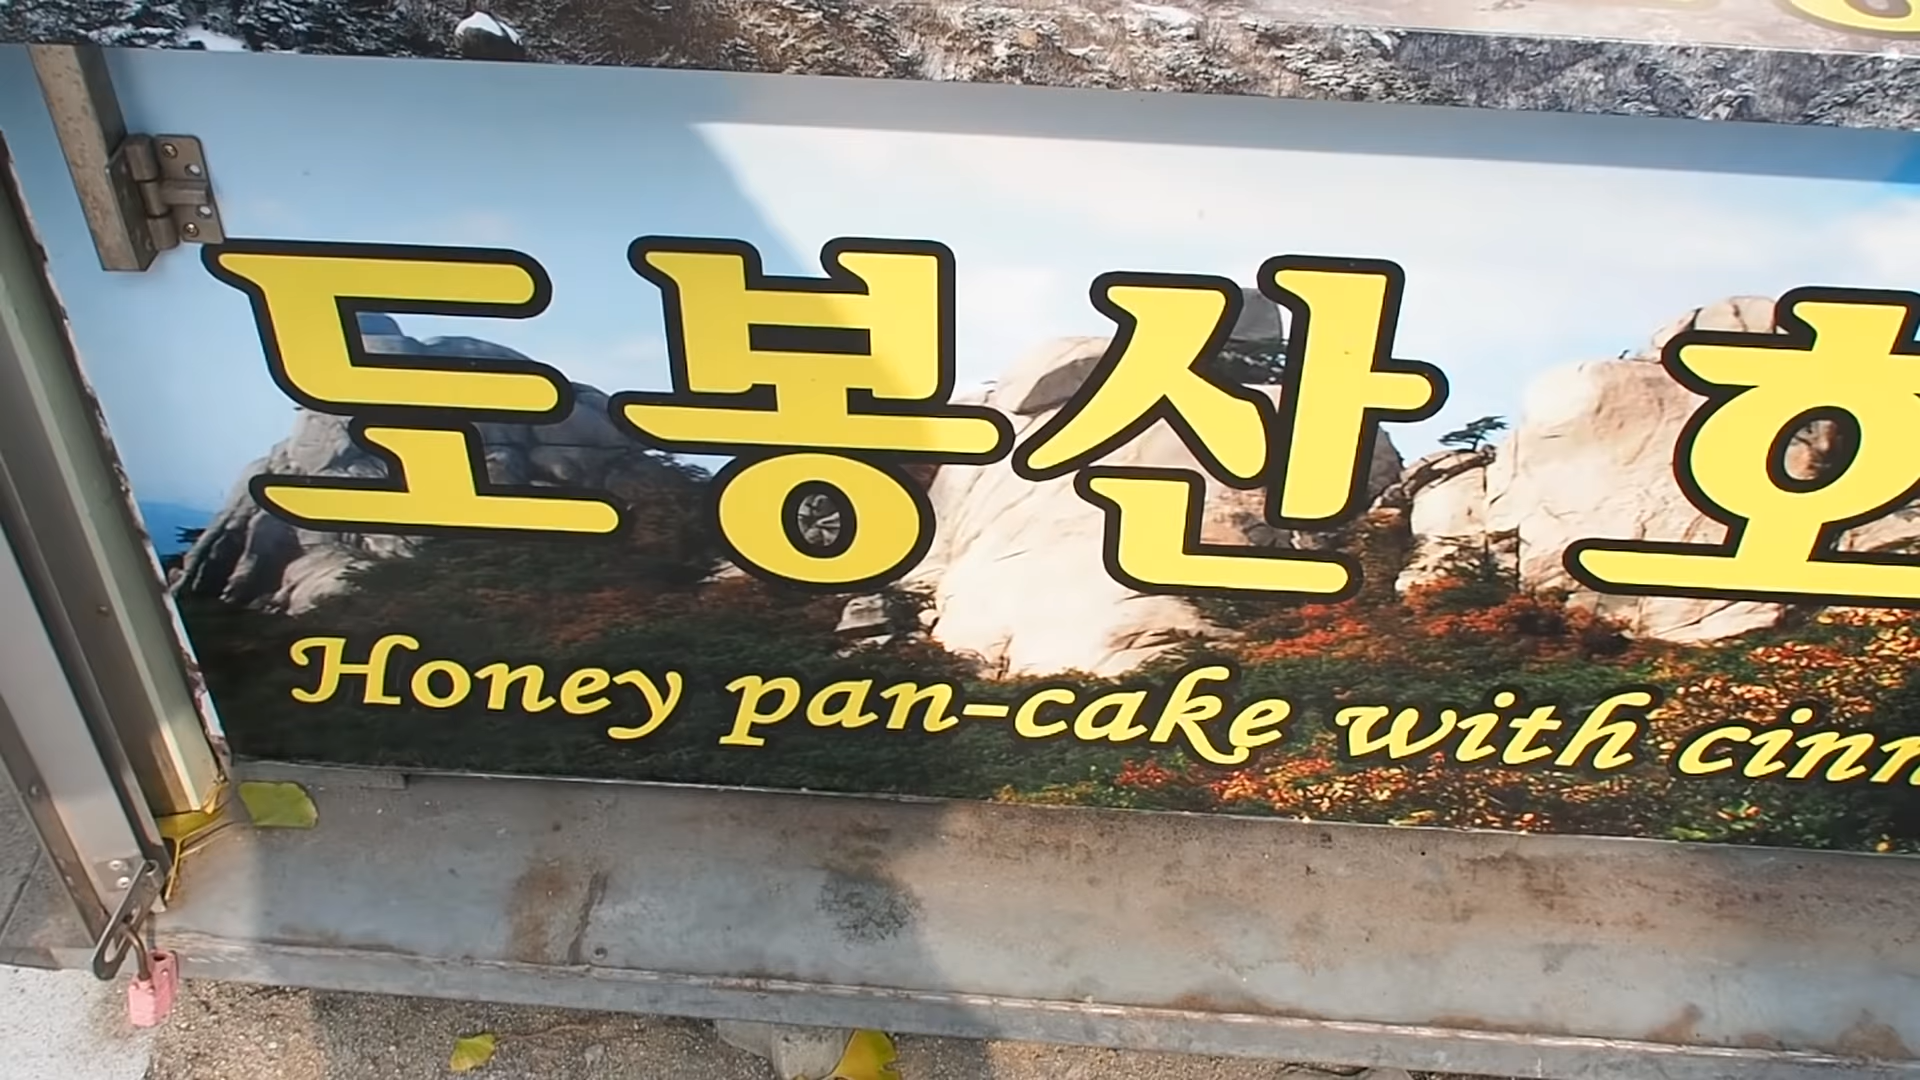 도봉산 호
Honey pan-cake with cinn